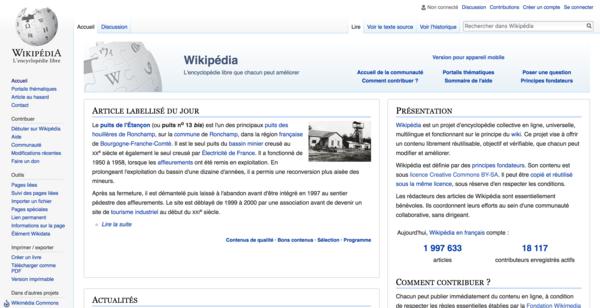 Non connecté Discussion Contributions Créer un compte Se connecter
Accueil Discussion
Lire Voir le texte source Voir l'historique
Rechercher dans Wikipédia
WIKIPÉDIA
L'encyclopédie libre
Accueil
Portails thématiques
Article au hasard
Contact
Contribuer
Débuter sur Wikipédia
Aide
Communauté
Modifications récentes
Faire un don
Outils
Pages liées
Suivi des pages liées
Importer un fichier
Pages spéciales
Lien permanent
Informations sur la page
Élément Wikidata
Imprimer / exporter
Créer un livre
Télécharger comme
PDF
Version imprimable
Dans d'autres projets
Wikimedia Commons
Wikipédia
L'encyclopédie libre que chacun peut améliorer
Version pour appareil mobile
Accueil de la communauté
Comment contribuer ?
Portails thématiques
Sommaire de l'aide
Poser une question
Principes fondateurs
Article labellisé du jour
Le puits de l'Étançon (ou puits nº 13 bis) est l'un des principaux puits des
houillères de Ronchamp, sur la commune de Ronchamp, dans la région française
de Bourgogne-Franche-Comté. Il est le seul puits du bassin minier creusé au
XXe siècle et également le seul creusé par Électricité de France. Il a fonctionné de
1950 à 1958, lorsque les affleurements ont été remis en exploitation. En
prolongeant l'exploitation du bassin d'une dizaine d'années, il a permis une reconversion plus aisée des
mineurs.
Après sa fermeture, il est démantelé puis laissé à l'abandon avant d'être intégré en 1997 au sentier
pédestre des affleurements. Le site est déblayé de 1999 à 2000 par une association avant de devenir un
site de tourisme industriel au début du XXIe siècle.
Lire la suite
Contenus de qualité · Bons contenus · Sélection · Programme
Actualités
Présentation
Wikipédia est un projet d'encyclopédie collective en ligne, universelle,
multilingue et fonctionnant sur le principe du wiki. Ce projet vise à offrir
un contenu librement réutilisable, objectif et vérifiable, que chacun peut
modifier et améliorer.
Wikipédia est définie par des principes fondateurs. Son contenu est
sous licence Creative Commons BY-SA. Il peut être copié et réutilisé
sous la même licence, sous réserve d'en respecter les conditions.
Les rédacteurs des articles de Wikipédia sont essentiellement
bénévoles. Ils coordonnent leurs efforts au sein d'une communauté
collaborative, sans dirigeant.
Aujourd'hui, Wikipédia en français compte :
1 997 633
articles
18 117
contributeurs enregistrés actifs
Comment contribuer ?
Chacun peut publier immédiatement du contenu en ligne, à condition
de respecter les règles essentielles établies par la Fondation Wikimedia